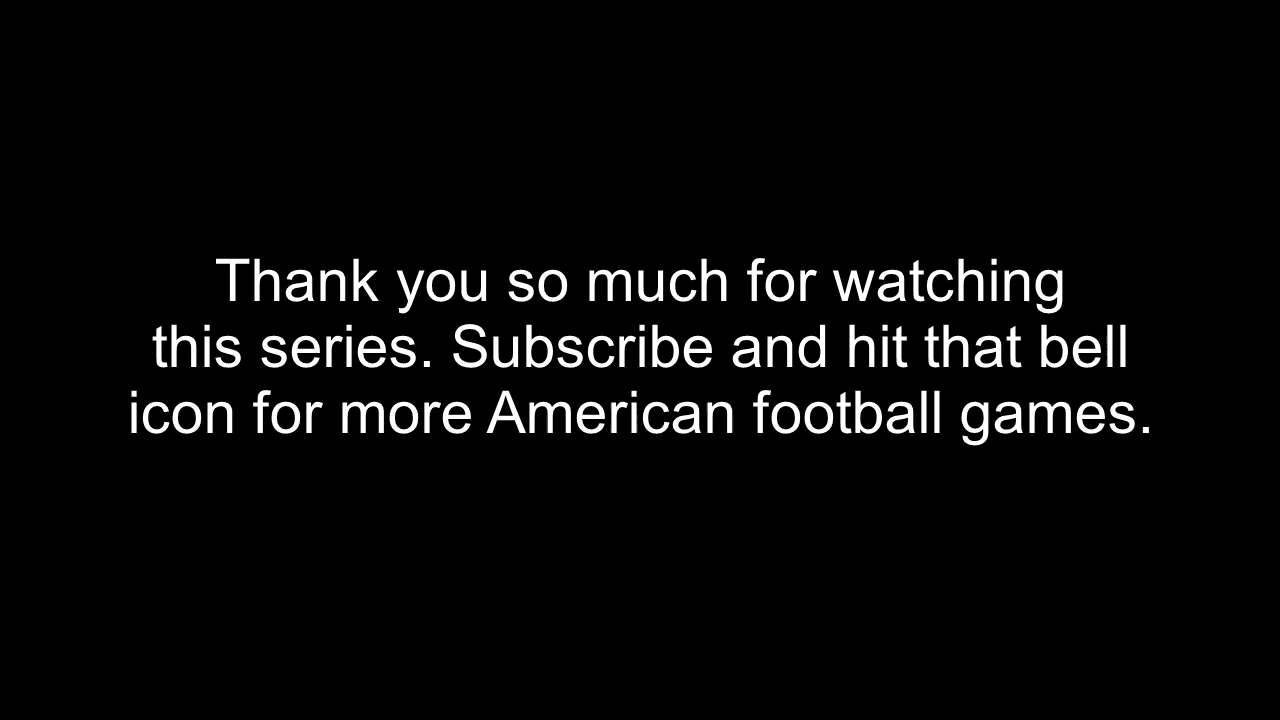 Thank you so much for watching
this series. Subscribe and hit that bell
icon for more American football games.